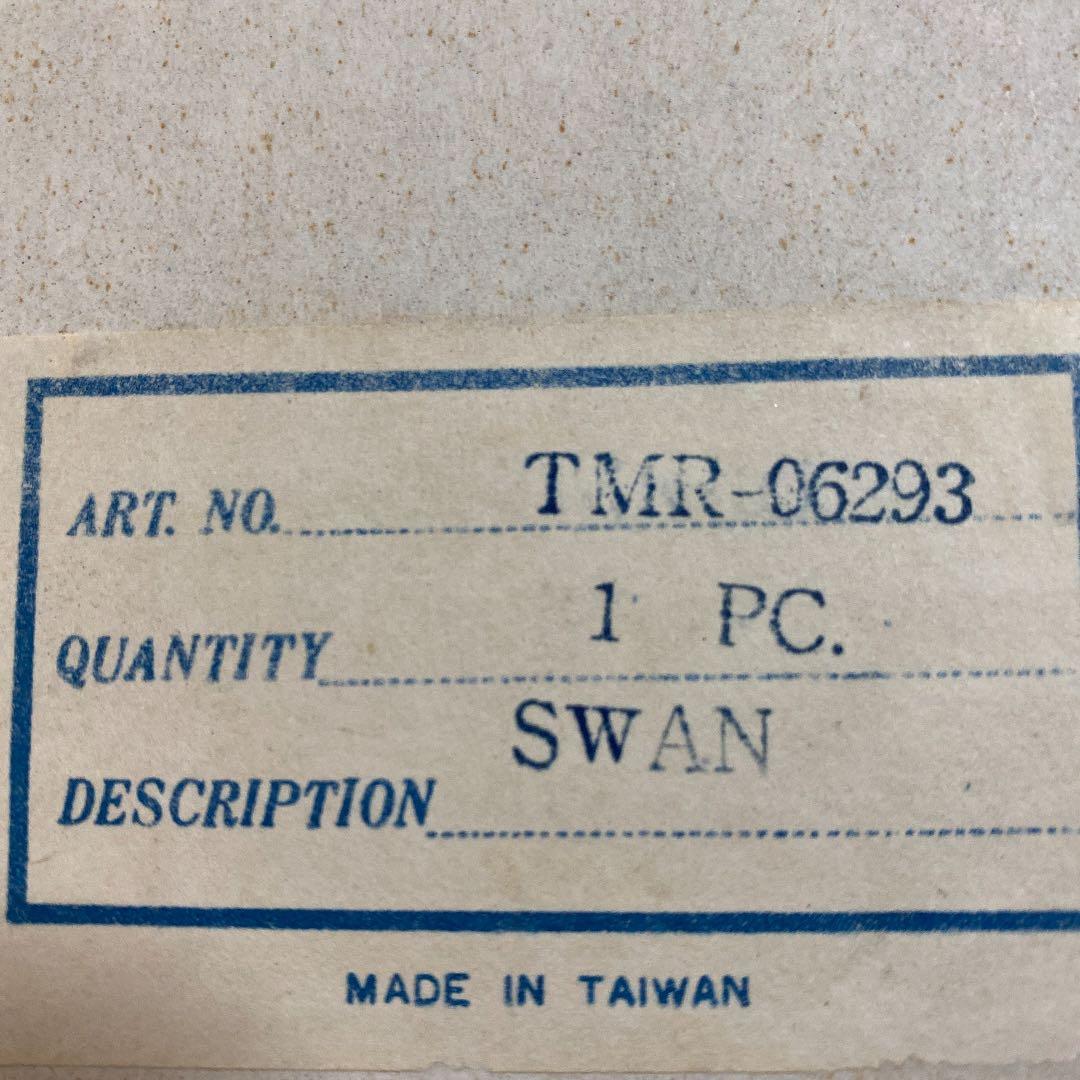 ART. NO. TMR-06293
QUANTITY 1 PC.
DESCRIPTION SWAN
MADE IN TAIWAN